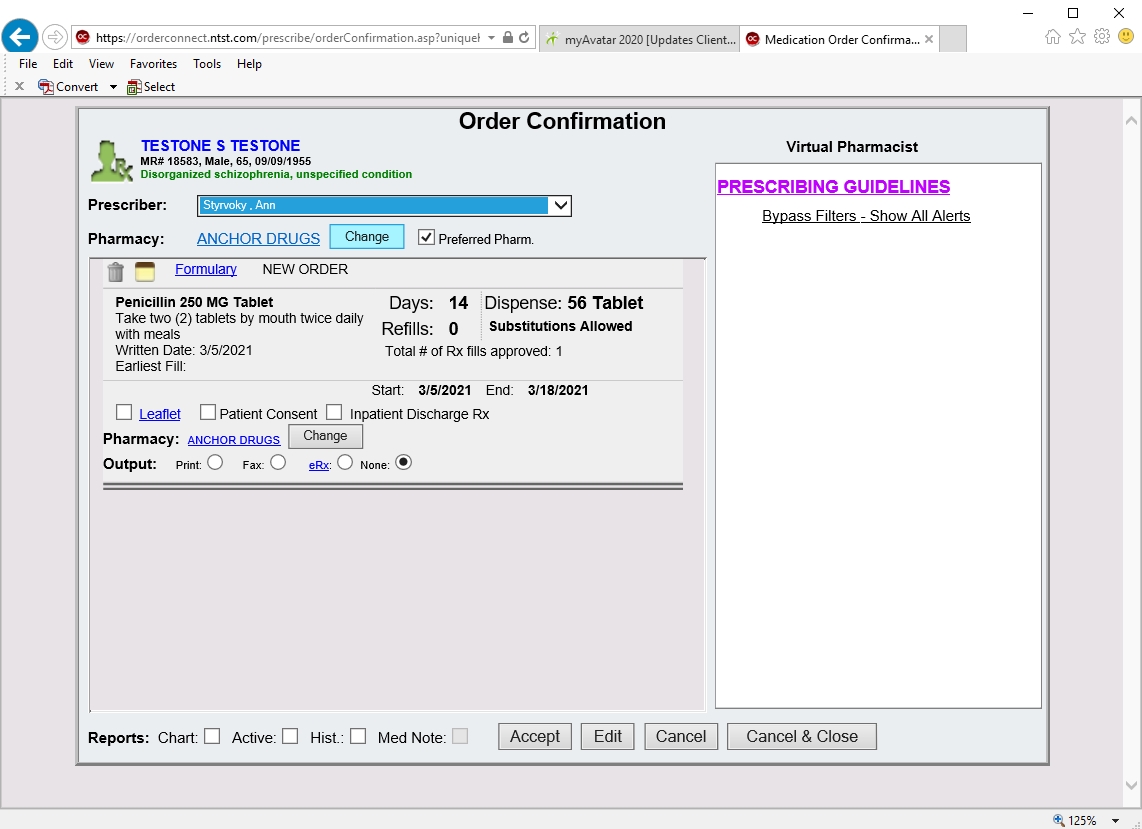 https://orderconnect.ntst.com/prescribe/orderConfirmation.asp?uniqueI
myAvatar 2020 [Updates Client...
Medication Order Confirma...
File Edit View Favorites Tools Help
x Convert Select
Order Confirmation
TESTONE S TESTONE
MR# 18583, Male, 65, 09/09/1955
Disorganized schizophrenia, unspecified condition
Virtual Pharmacist
PRESCRIBING GUIDELINES
Bypass Filters - Show All Alerts
Prescriber: Styrvoky , Ann
Pharmacy: ANCHOR DRUGS Change Preferred Pharm.
Formulary NEW ORDER
Penicillin 250 MG Tablet
Take two (2) tablets by mouth twice daily
with meals
Written Date: 3/5/2021
Earliest Fill:
Days: 14 Dispense: 56 Tablet
Refills: 0 Substitutions Allowed
Total # of Rx fills approved: 1
Start: 3/5/2021 End: 3/18/2021
Leaflet Patient Consent Inpatient Discharge Rx
Pharmacy: ANCHOR DRUGS Change
Output: Print: Fax: eRx: None:
Reports: Chart: Active: Hist.: Med Note: Accept Edit Cancel Cancel & Close
125%